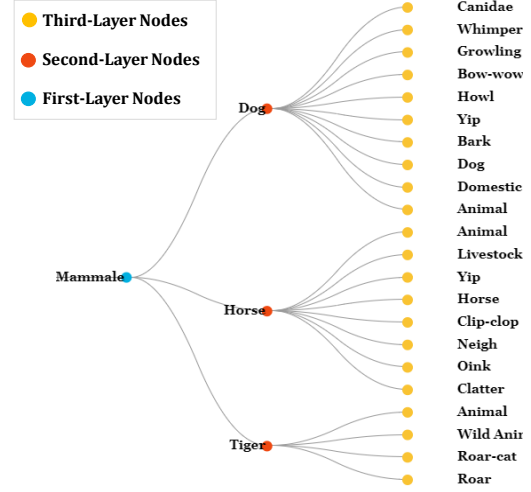 Third-Layer Nodes
Second-Layer Nodes
First-Layer Nodes
Mammale
Dog
Canidae
Whimper
Growling
Bow-wow
Howl
Yip
Bark
Dog
Domestic
Animal
Horse
Animal
Livestock
Yip
Horse
Clip-clop
Neigh
Oink
Clatter
Tiger
Animal
Wild
Roar-cat
Roar